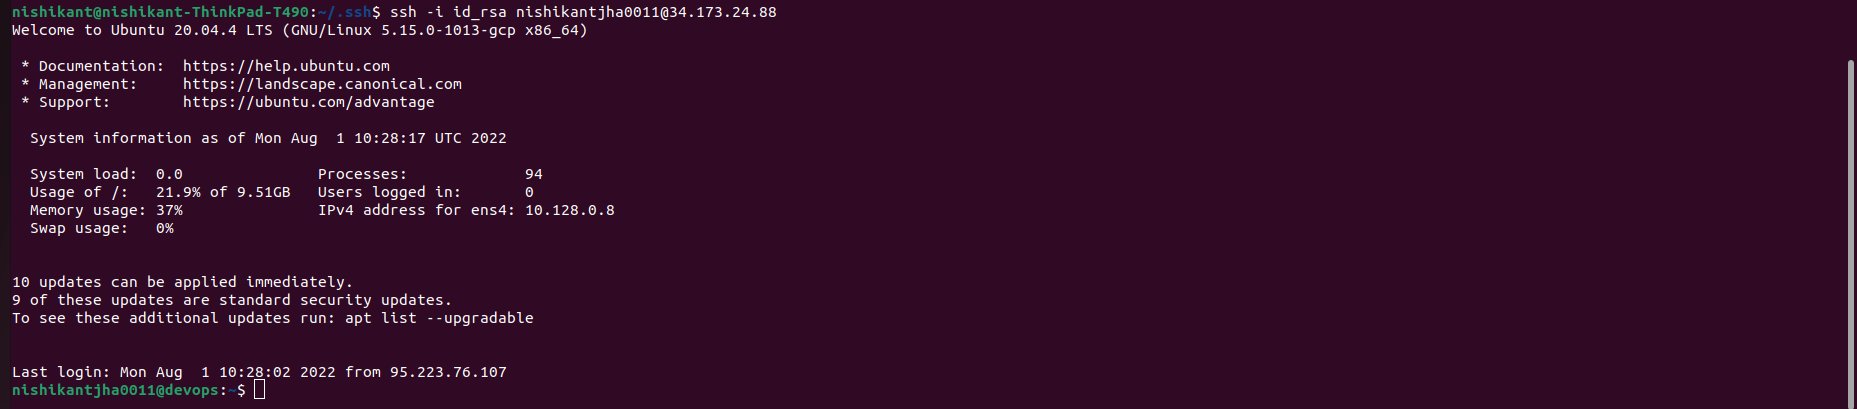 nishikant@nishikant-ThinkPad-T490:~/.ssh$ ssh -i id_rsa nishikantjha0011@34.173.24.88
Welcome to Ubuntu 20.04.4 LTS (GNU/Linux 5.15.0-1013-gcp x86_64)

 * Documentation:  https://help.ubuntu.com
 * Management:     https://landscape.canonical.com
 * Support:        https://ubuntu.com/advantage

  System information as of Mon Aug  1 10:28:17 UTC 2022

  System load:  0.0               Processes:             94
  Usage of /:   21.9% of 9.51GB   Users logged in:       0
  Memory usage: 37%               IPv4 address for ens4: 10.128.0.8
  Swap usage:   0%


10 updates can be applied immediately.
9 of these updates are standard security updates.
To see these additional updates run: apt list --upgradable


Last login: Mon Aug  1 10:28:02 2022 from 95.223.76.107
nishikantjha0011@devops:~$